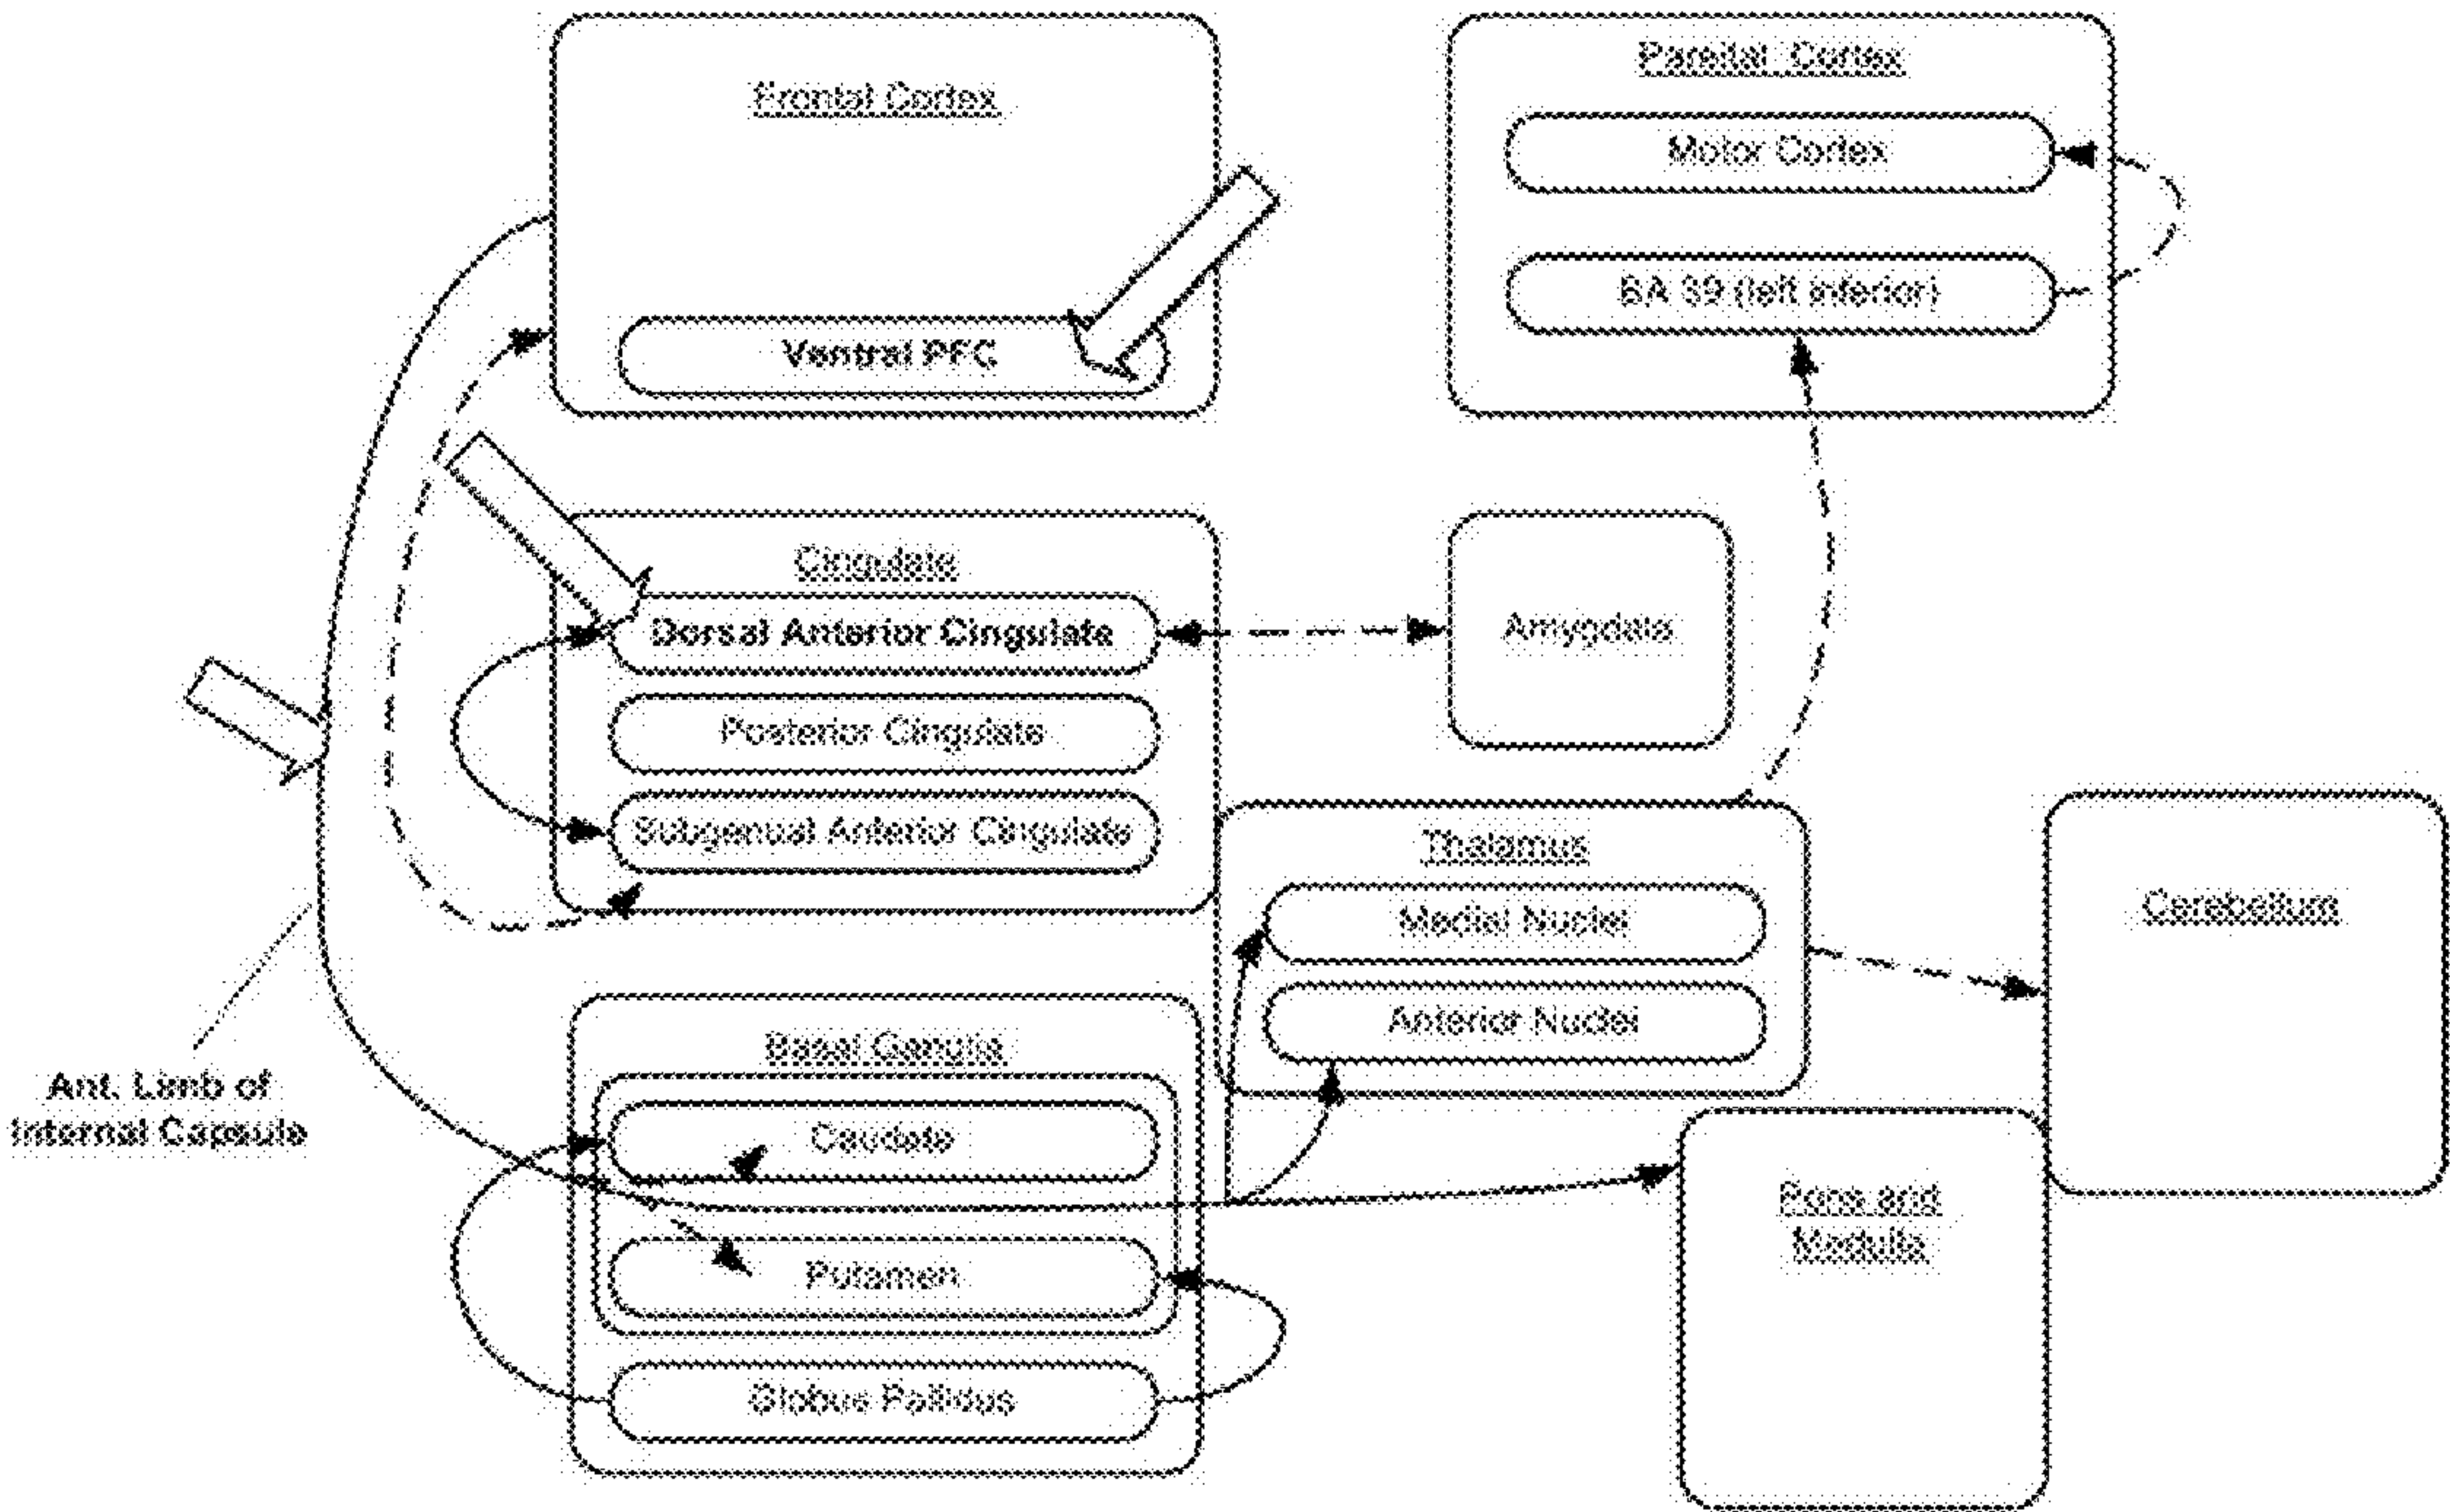 Frontal Cortex
Ventral PFC
Pareital Cortex
Motor Cortex
BA 39 (left inferior)
Cingulate
Dorsal Anterior Cingulate
Posterior Cingulate
Subgenual Anterior Cingulate
Amygdala
Thalamus
Medial Nuclei
Anterior Nuclei
Cerebellum
Ant. Limb of
Internal Capsule
Basal Ganglia
Caudate
Putamen
Globus Pallidus
Pons and
Medulla